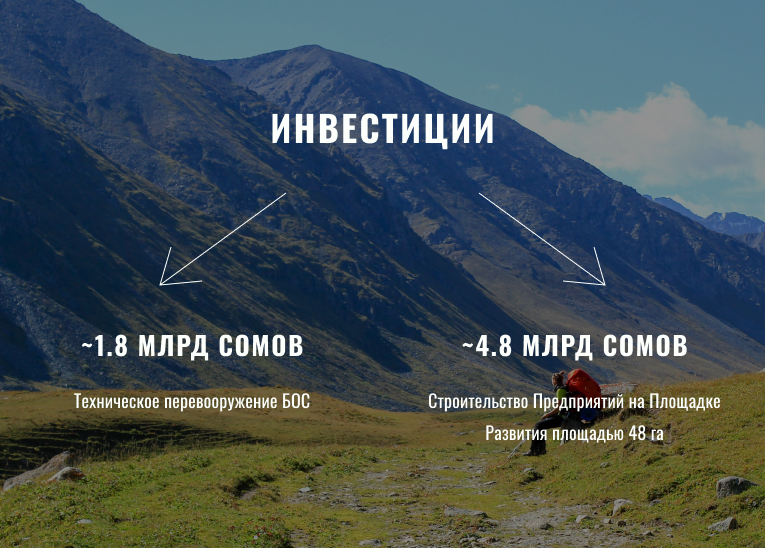 ИНВЕСТИЦИИ
~1.8 МЛРД СОМОВ
Техническое перевооружение БОС
~4.8 МЛРД СОМОВ
Строительство Предприятий на Площадке
Развития площадью 48 га